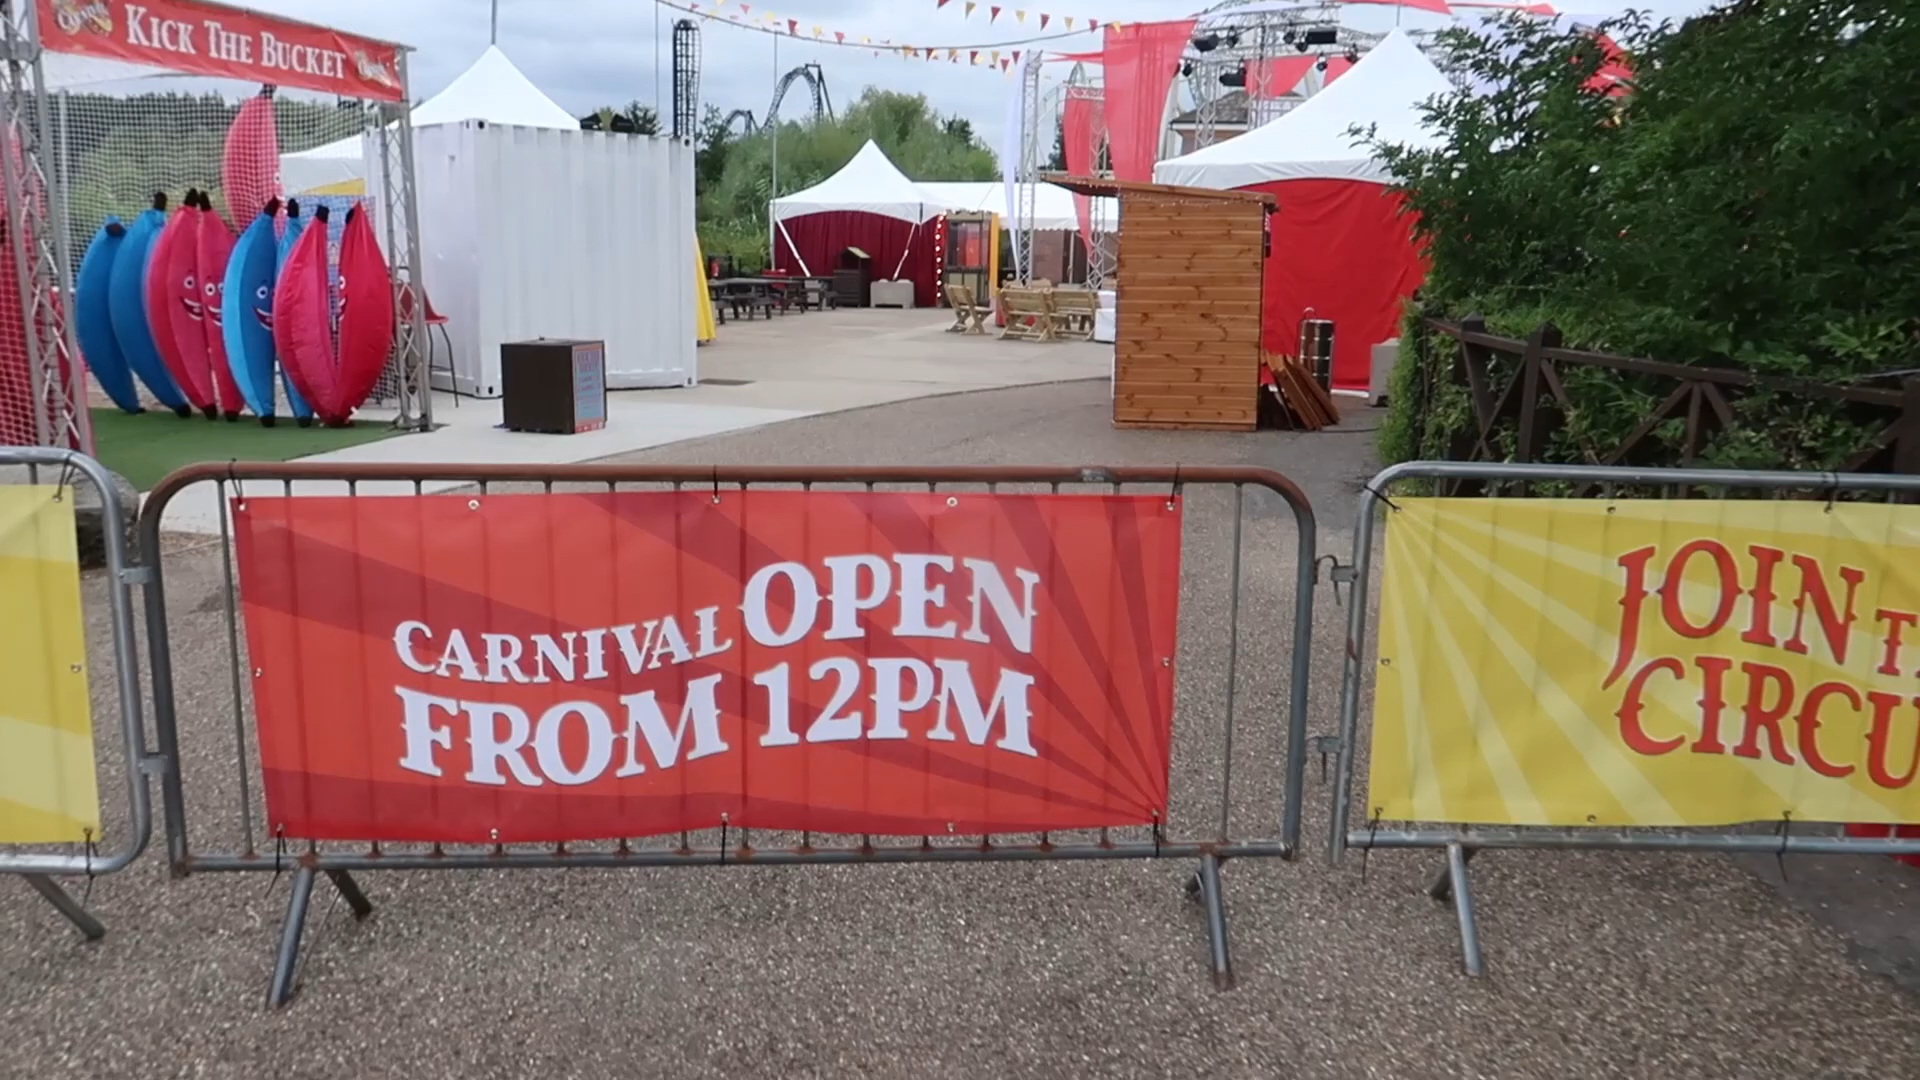 KICK THE BUCKET
CARNIVAL OPEN
FROM 12PM
JOIN
CIRCU